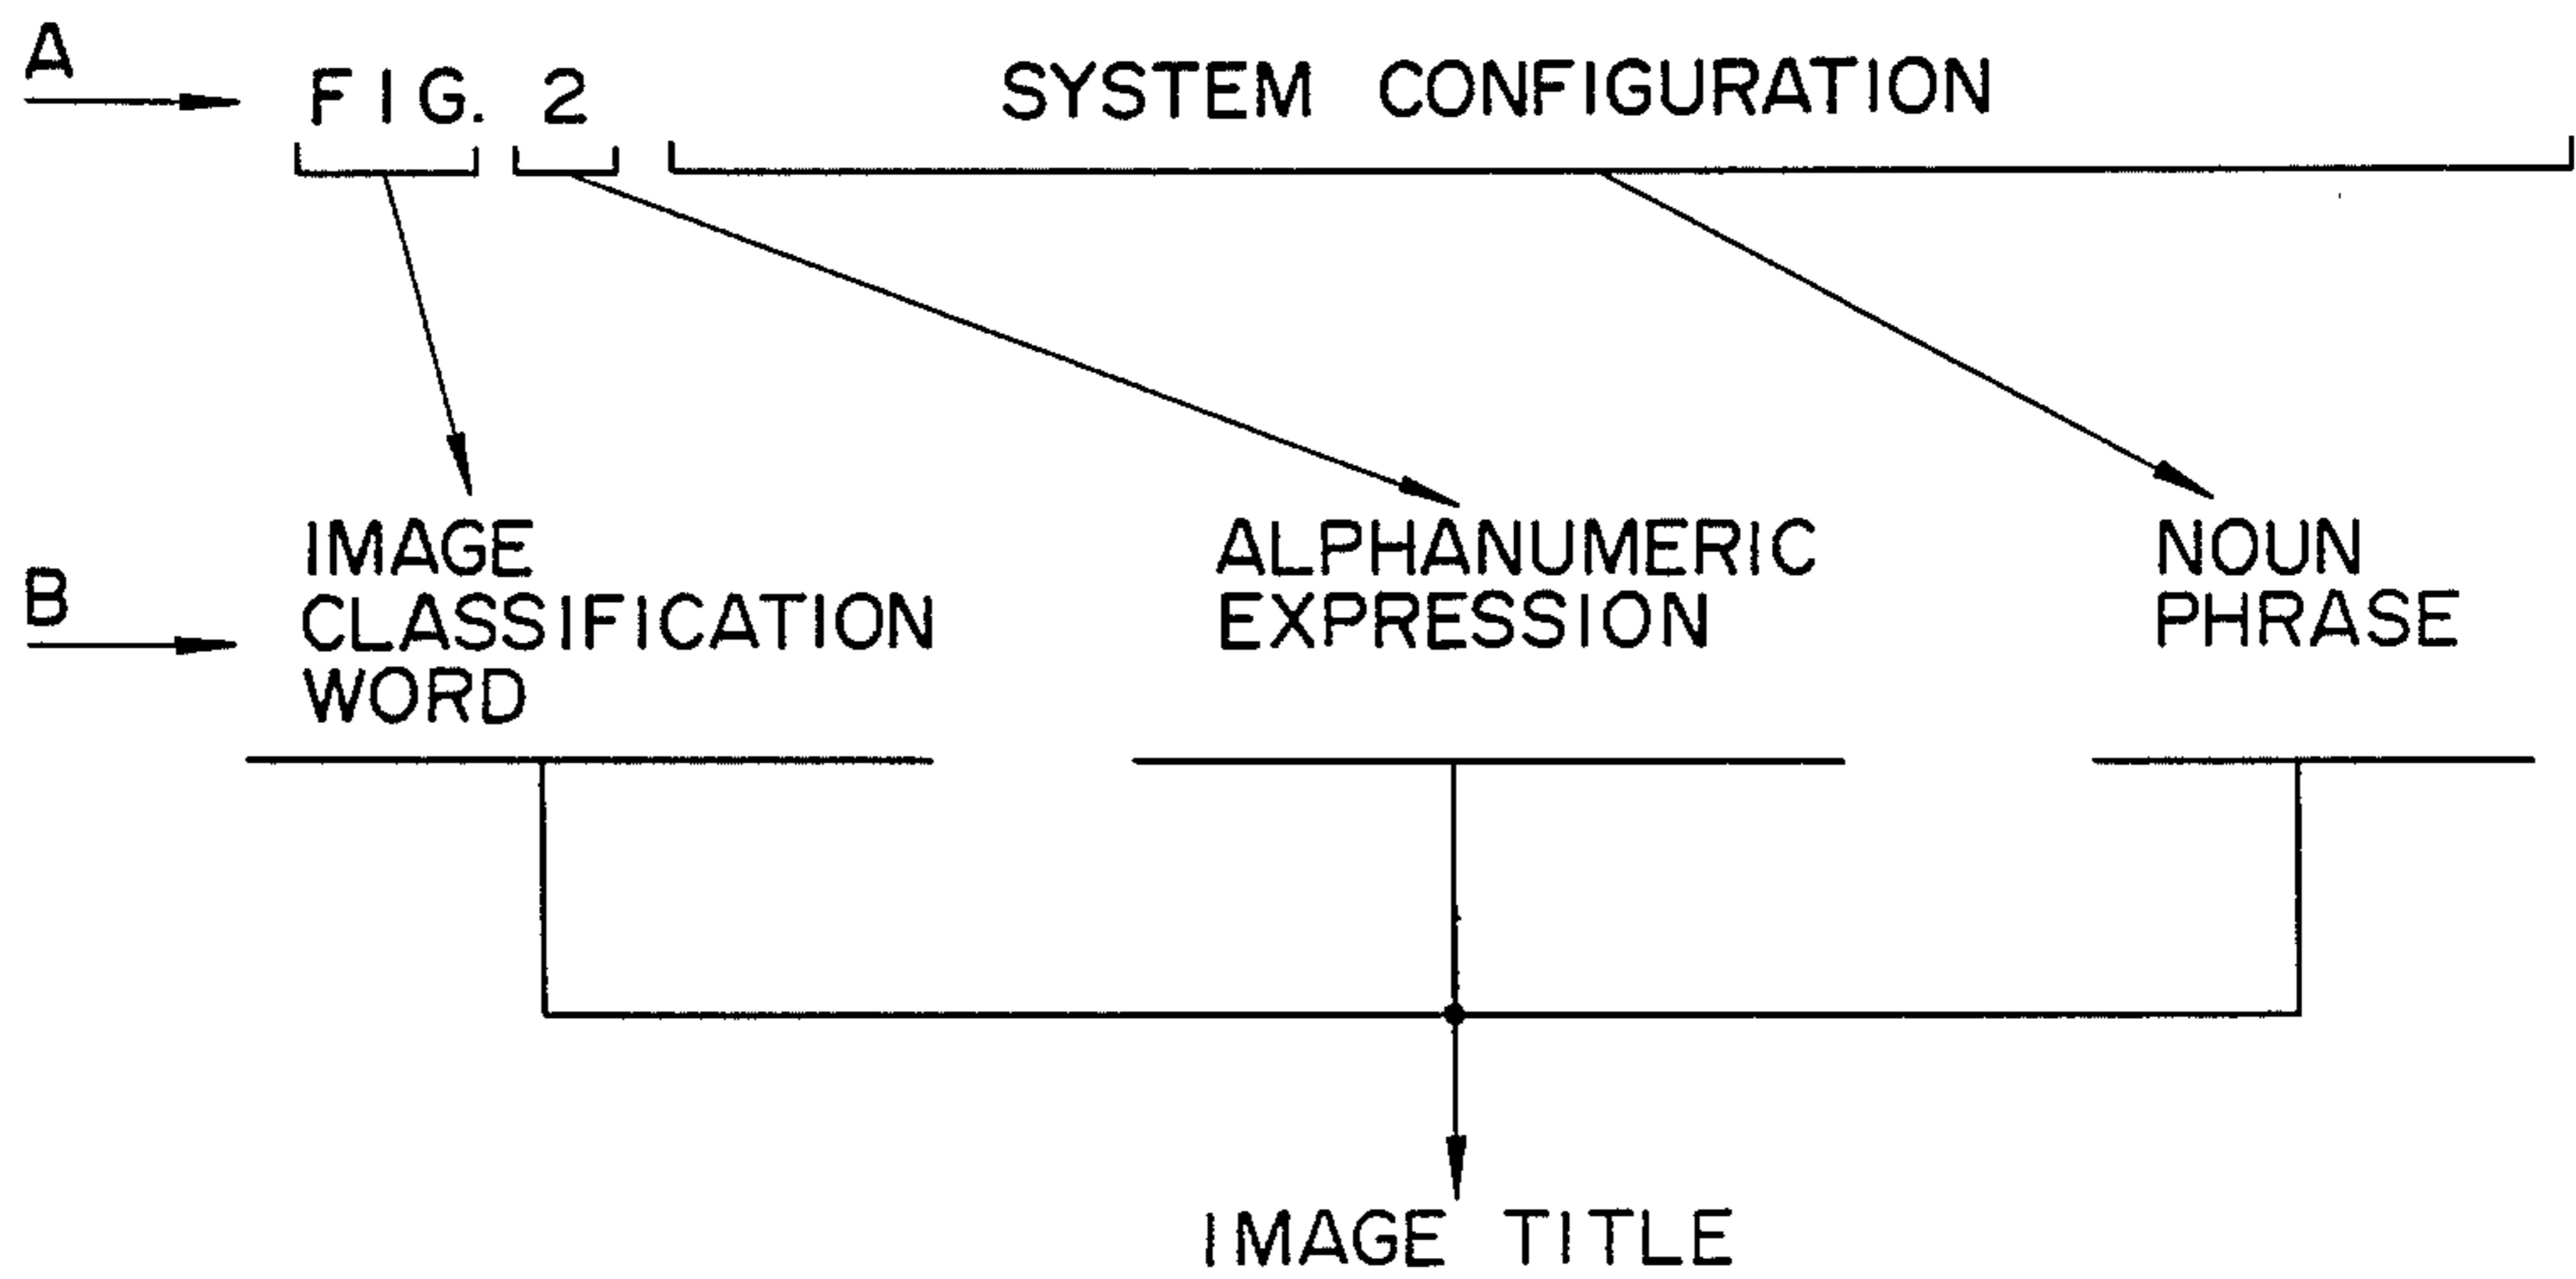 A
FIG. 2 SYSTEM CONFIGURATION
B
IMAGE ALPHANUMERIC NOUN
CLASSIFICATION EXPRESSION PHRASE
WORD
IMAGE TITLE